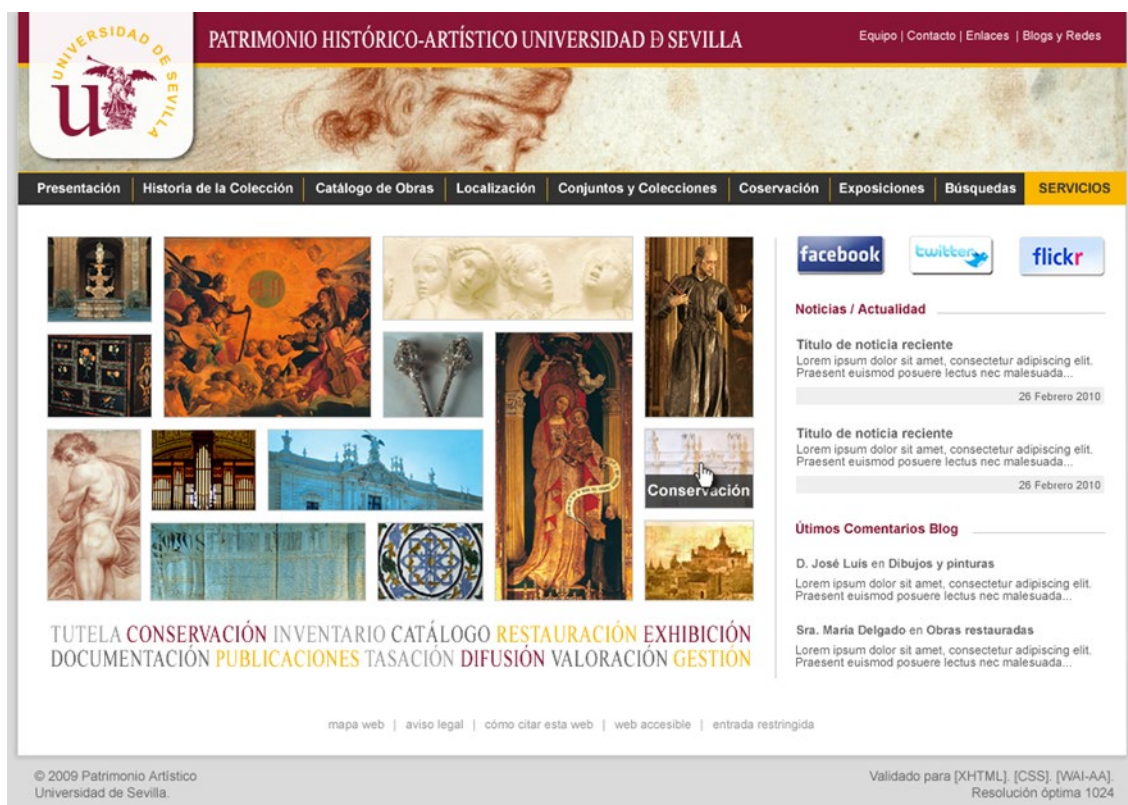 UNIVERSIDAD DE SEVILLA
PATRIMONIO HISTÓRICO-ARTÍSTICO UNIVERSIDAD Ð SEVILLA
Equipo | Contacto | Enlaces | Blogs y Redes
Presentación Historia de la Colección Catálogo de Obras Localización Conjuntos y Colecciones Coservación Exposiciones Búsquedas SERVICIOS
facebook twitter flickr
Noticias / Actualidad
Titulo de noticia reciente
Lorem ipsum dolor sit amet, consectetur adipiscing elit.
Praesent euismod posuere lectus nec malesuada...
26 Febrero 2010
Titulo de noticia reciente
Lorem ipsum dolor sit amet, consectetur adipiscing elit.
Praesent euismod posuere lectus nec malesuada...
26 Febrero 2010
Conservación
Útimos Comentarios Blog
D. José Luis en Dibujos y pinturas
Lorem ipsum dolor sit amet, consectetur adipiscing elit.
Praesent euismod posuere lectus nec malesuada...
Sra. María Delgado en Obras restauradas
Lorem ipsum dolor sit amet, consectetur adipiscing elit.
Praesent euismod posuere lectus nec malesuada...
TUTELA CONSERVACIÓN INVENTARIO CATÁLOGO RESTAURACIÓN EXHIBICIÓN
DOCUMENTACIÓN PUBLICACIONES TASACIÓN DIFUSIÓN VALORACIÓN GESTIÓN
mapa web | aviso legal | cómo citar esta web | web accesible | entrada restringida
© 2009 Patrimonio Artístico
Universidad de Sevilla.
Validado para [XHTML]. [CSS]. [WAI-AA].
Resolución óptima 1024